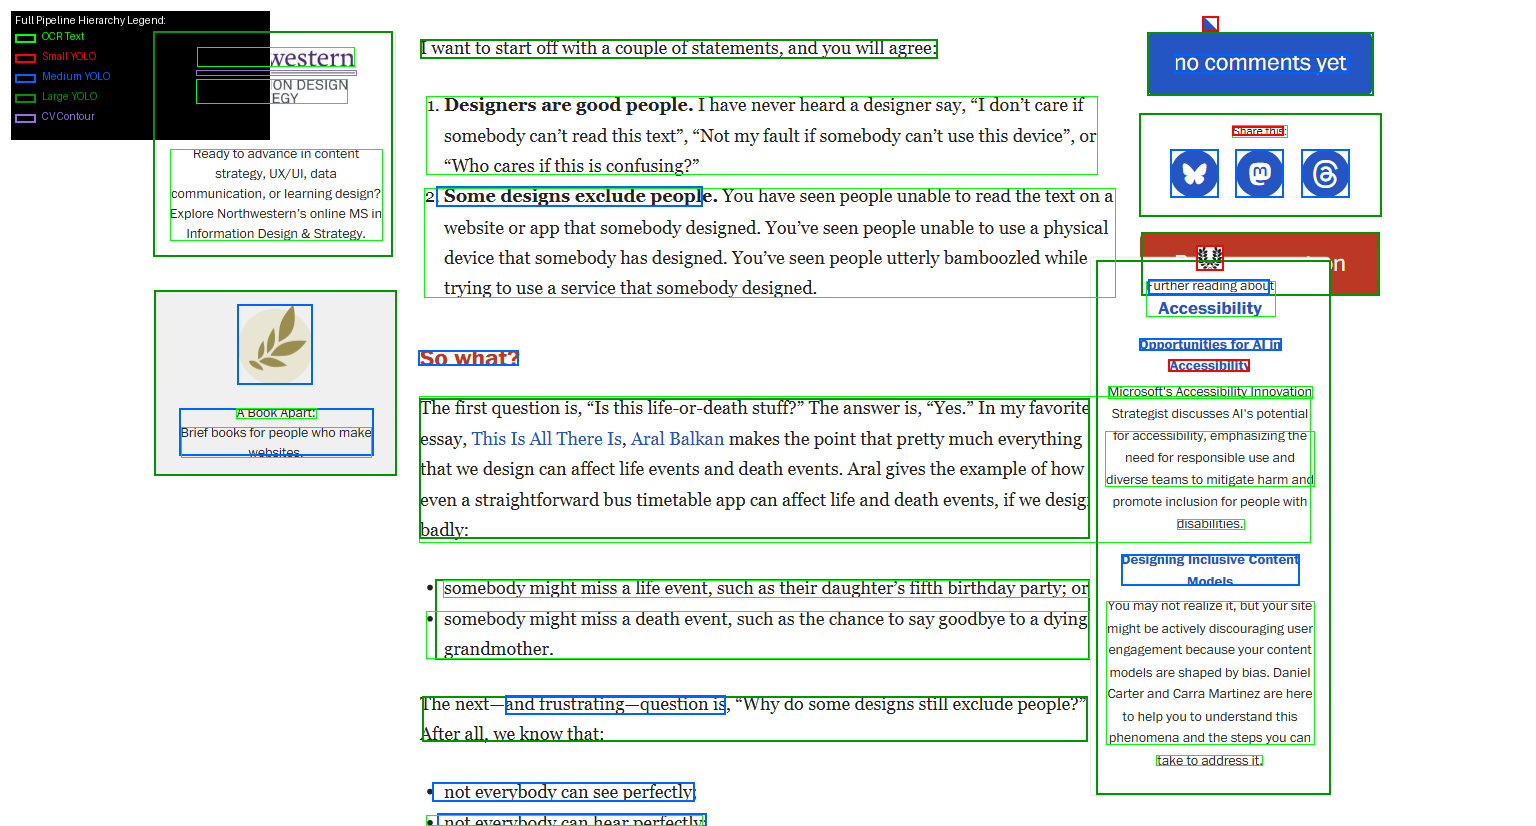 Full Pipeline Hierarchy Legend:
OCR Text
Small YOLO
Medium YOLO
Large YOLO
CV Contour
western
ON DESIGN
EGY
Ready to advance in content
strategy, UX/UI, data
communication, or learning design?
Explore Northwestern's online MS in
Information Design & Strategy.
A Book Apart:
Brief books for people who make
websites.
I want to start off with a couple of statements, and you will agree:
1. Designers are good people. I have never heard a designer say, “I don’t care if
somebody can’t read this text”, “Not my fault if somebody can’t use this device”, or
“Who cares if this is confusing?”
2. Some designs exclude people. You have seen people unable to read the text on a
website or app that somebody designed. You’ve seen people unable to use a physical
device that somebody has designed. You’ve seen people utterly bamboozled while
trying to use a service that somebody designed.
So what?
The first question is, “Is this life-or-death stuff?” The answer is, “Yes.” In my favorite
essay, This Is All There Is, Aral Balkan makes the point that pretty much everything
that we design can affect life events and death events. Aral gives the example of how
even a straightforward bus timetable app can affect life and death events, if we desig
badly:
• somebody might miss a life event, such as their daughter’s fifth birthday party; or
• somebody might miss a death event, such as the chance to say goodbye to a dying
grandmother.
The next—and frustrating—question is, “Why do some designs still exclude people?”
After all, we know that:
• not everybody can see perfectly;
• not everybody can hear perfectly;
no comments yet
Share this:
on
Further reading about
Accessibility
Opportunities for AI in
Accessibility
Microsoft's Accessibility Innovation
Strategist discusses AI's potential
for accessibility, emphasizing the
need for responsible use and
diverse teams to mitigate harm and
promote inclusion for people with
disabilities.
Designing Inclusive Content
Models
You may not realize it, but your site
might be actively discouraging user
engagement because your content
models are shaped by bias. Daniel
Carter and Carra Martinez are here
to help you to understand this
phenomena and the steps you can
take to address it.